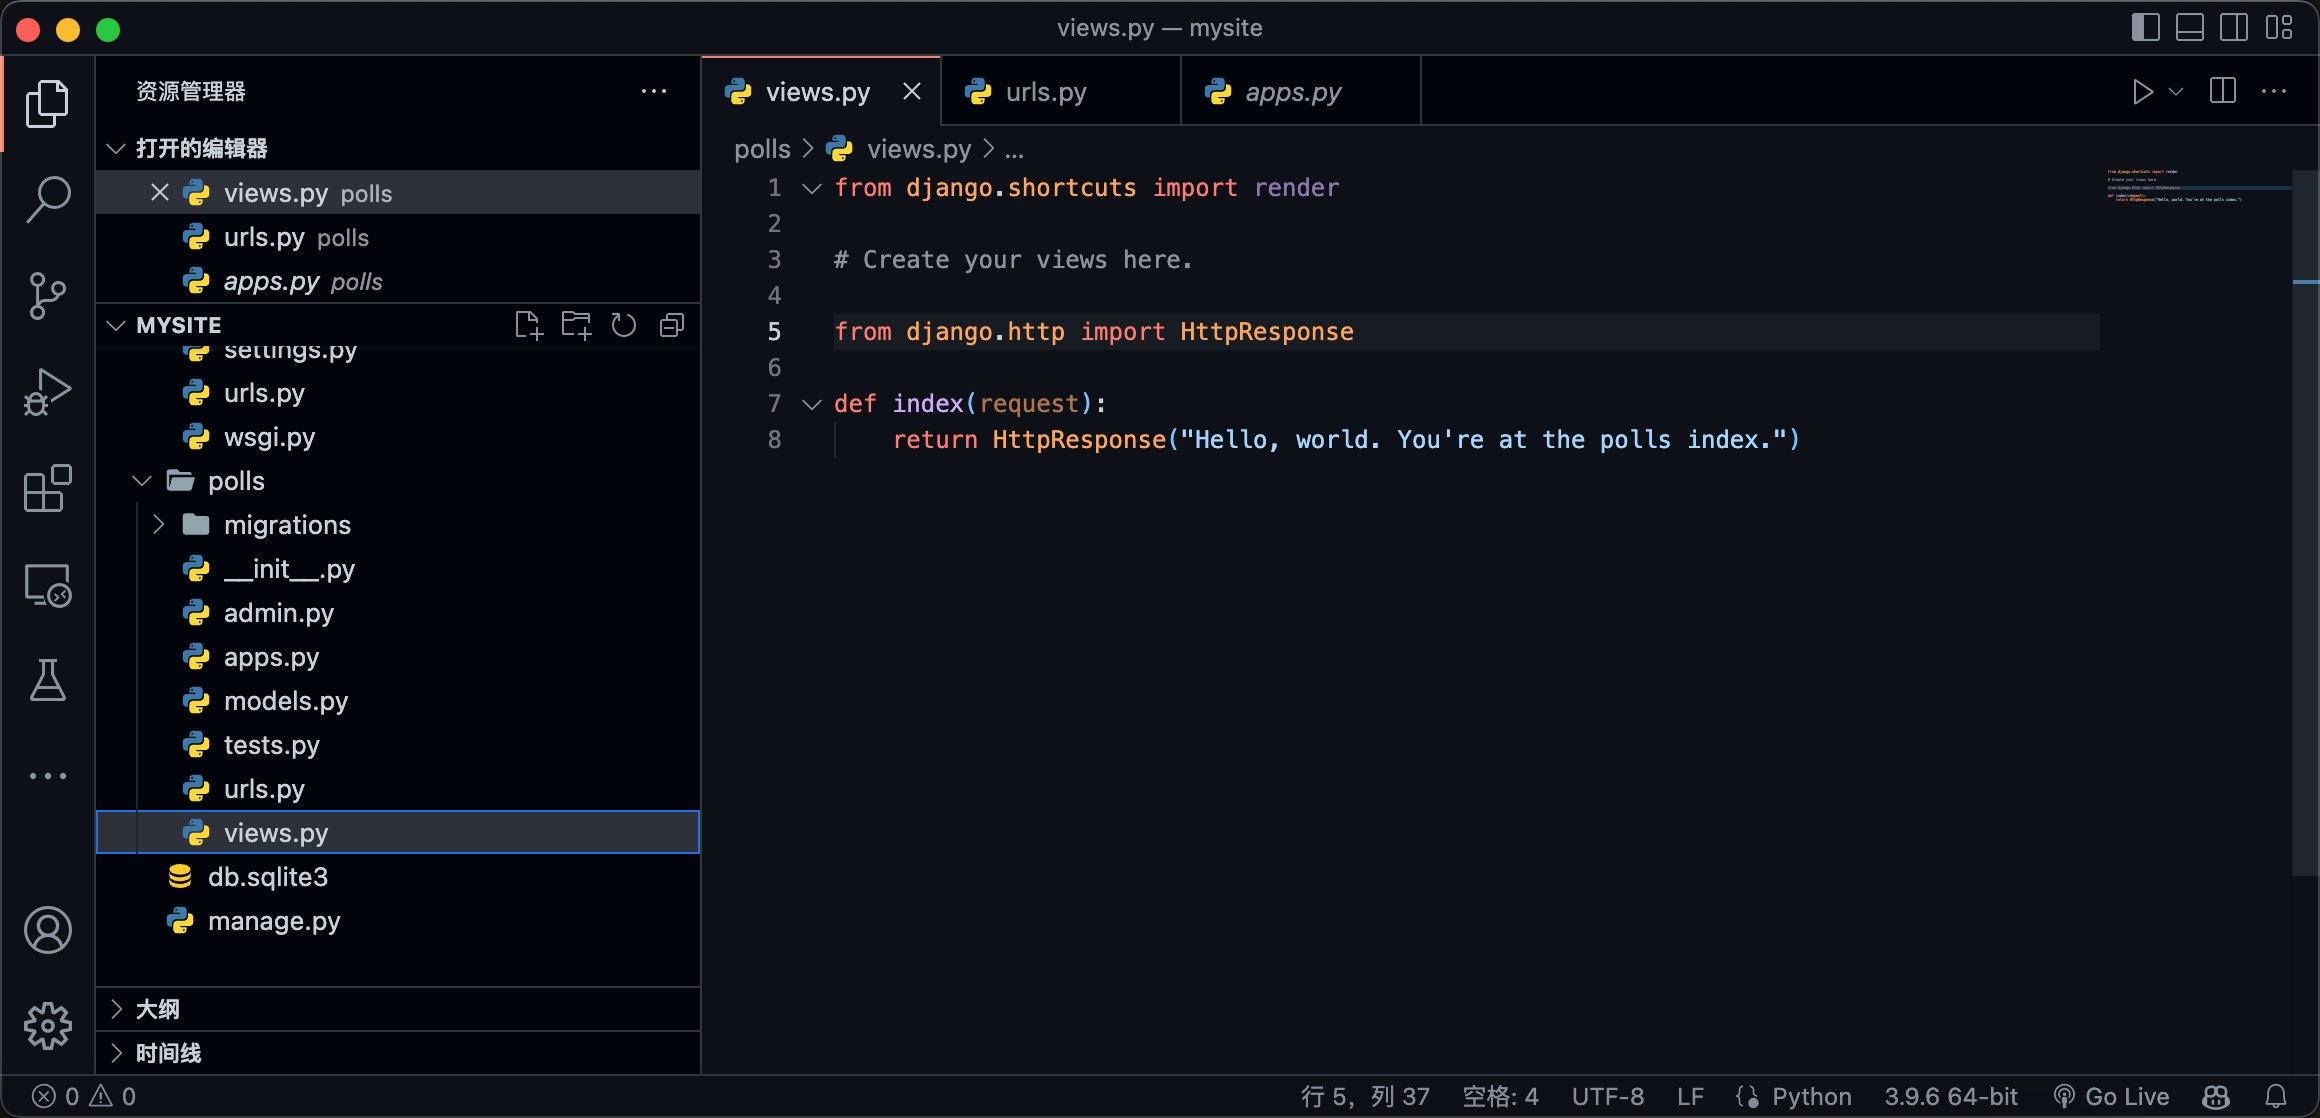 views.py — mysite
资源管理器
打开的编辑器
views.py polls
urls.py polls
apps.py polls
MYSITE
settings.py
urls.py
wsgi.py
polls
migrations
__init__.py
admin.py
apps.py
models.py
tests.py
urls.py
views.py
db.sqlite3
manage.py
大纲
时间线
views.py urls.py apps.py
polls > views.py > ...
1 from django.shortcuts import render
2
3 # Create your views here.
4
5 from django.http import HttpResponse
6
7 def index(request):
8 return HttpResponse("Hello, world. You're at the polls index.")
0 0 行 5，列 37 空格: 4 UTF-8 LF Python 3.9.6 64-bit Go Live